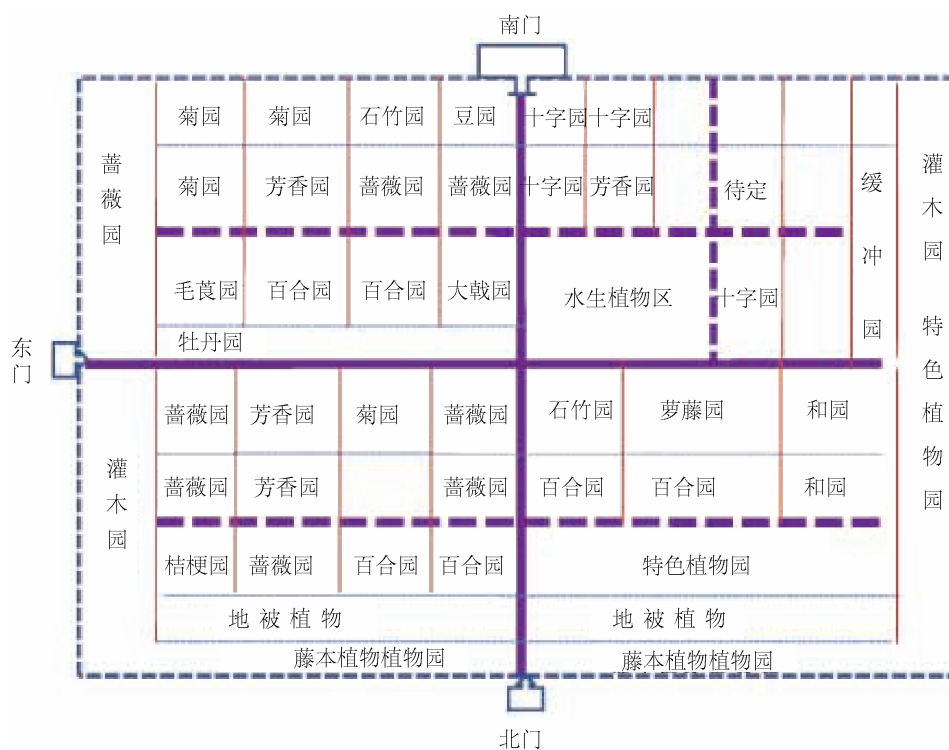 南门
菊园 菊园 石竹园 豆园 十字园 十字园
菊园 芳香园 蔷薇园 蔷薇园 十字园 芳香园 待定
蔷薇园
缓冲园
灌木园 特色植物园
毛茛园 百合园 百合园 大戟园 水生植物区 十字园
牡丹园
东门
蔷薇园 芳香园 菊园 蔷薇园 石竹园 萝藤园 和园
蔷薇园 芳香园 蔷薇园 百合园 百合园 和园
灌木园
桔梗园 蔷薇园 百合园 百合园 特色植物园
地被植物 地被植物
藤本植物植物园 藤本植物植物园
北门